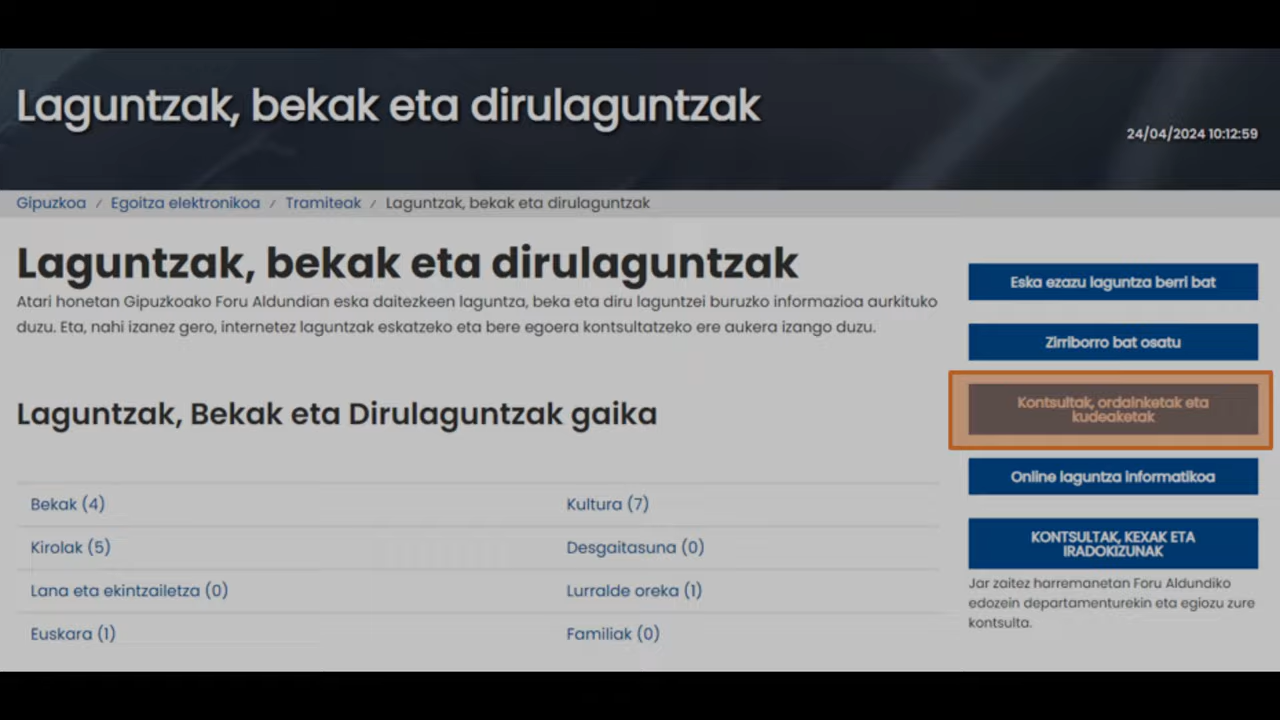 Laguntzak, bekak eta dirulaguntzak
24/04/2024 10:12:59
Gipuzkoa / Egoitza elektronikoa / Tramiteak / Laguntzak, bekak eta dirulaguntzak
Laguntzak, bekak eta dirulaguntzak
Atari honetan Gipuzkoako Foru Aldundian eska daitezkeen laguntza, beka eta diru laguntzei buruzko informazioa aurkituko
duzu. Eta, nahi izanez gero, internetez laguntzak eskatzeko eta bere egoera kontsultatzeko ere aukera izango duzu.
Laguntzak, Bekak eta Dirulaguntzak gaika
Bekak (4)
Kultura (7)
Kirolak (5)
Desgaitasuna (0)
Lana eta ekintzailetza (0)
Lurralde oreka (1)
Euskara (1)
Familiak (0)
Eska ezazu laguntza berri bat
Zirriborro bat osatu
Kontsultak, ordainketak eta
kudeaketak
Online laguntza informatikoa
KONTSULTAK, KEXAK ETA
IRADOKIZUNAK
Jar zaitez harremanetan Foru Aldundiko
edozein departamenturekin eta egiozu zure
kontsulta.